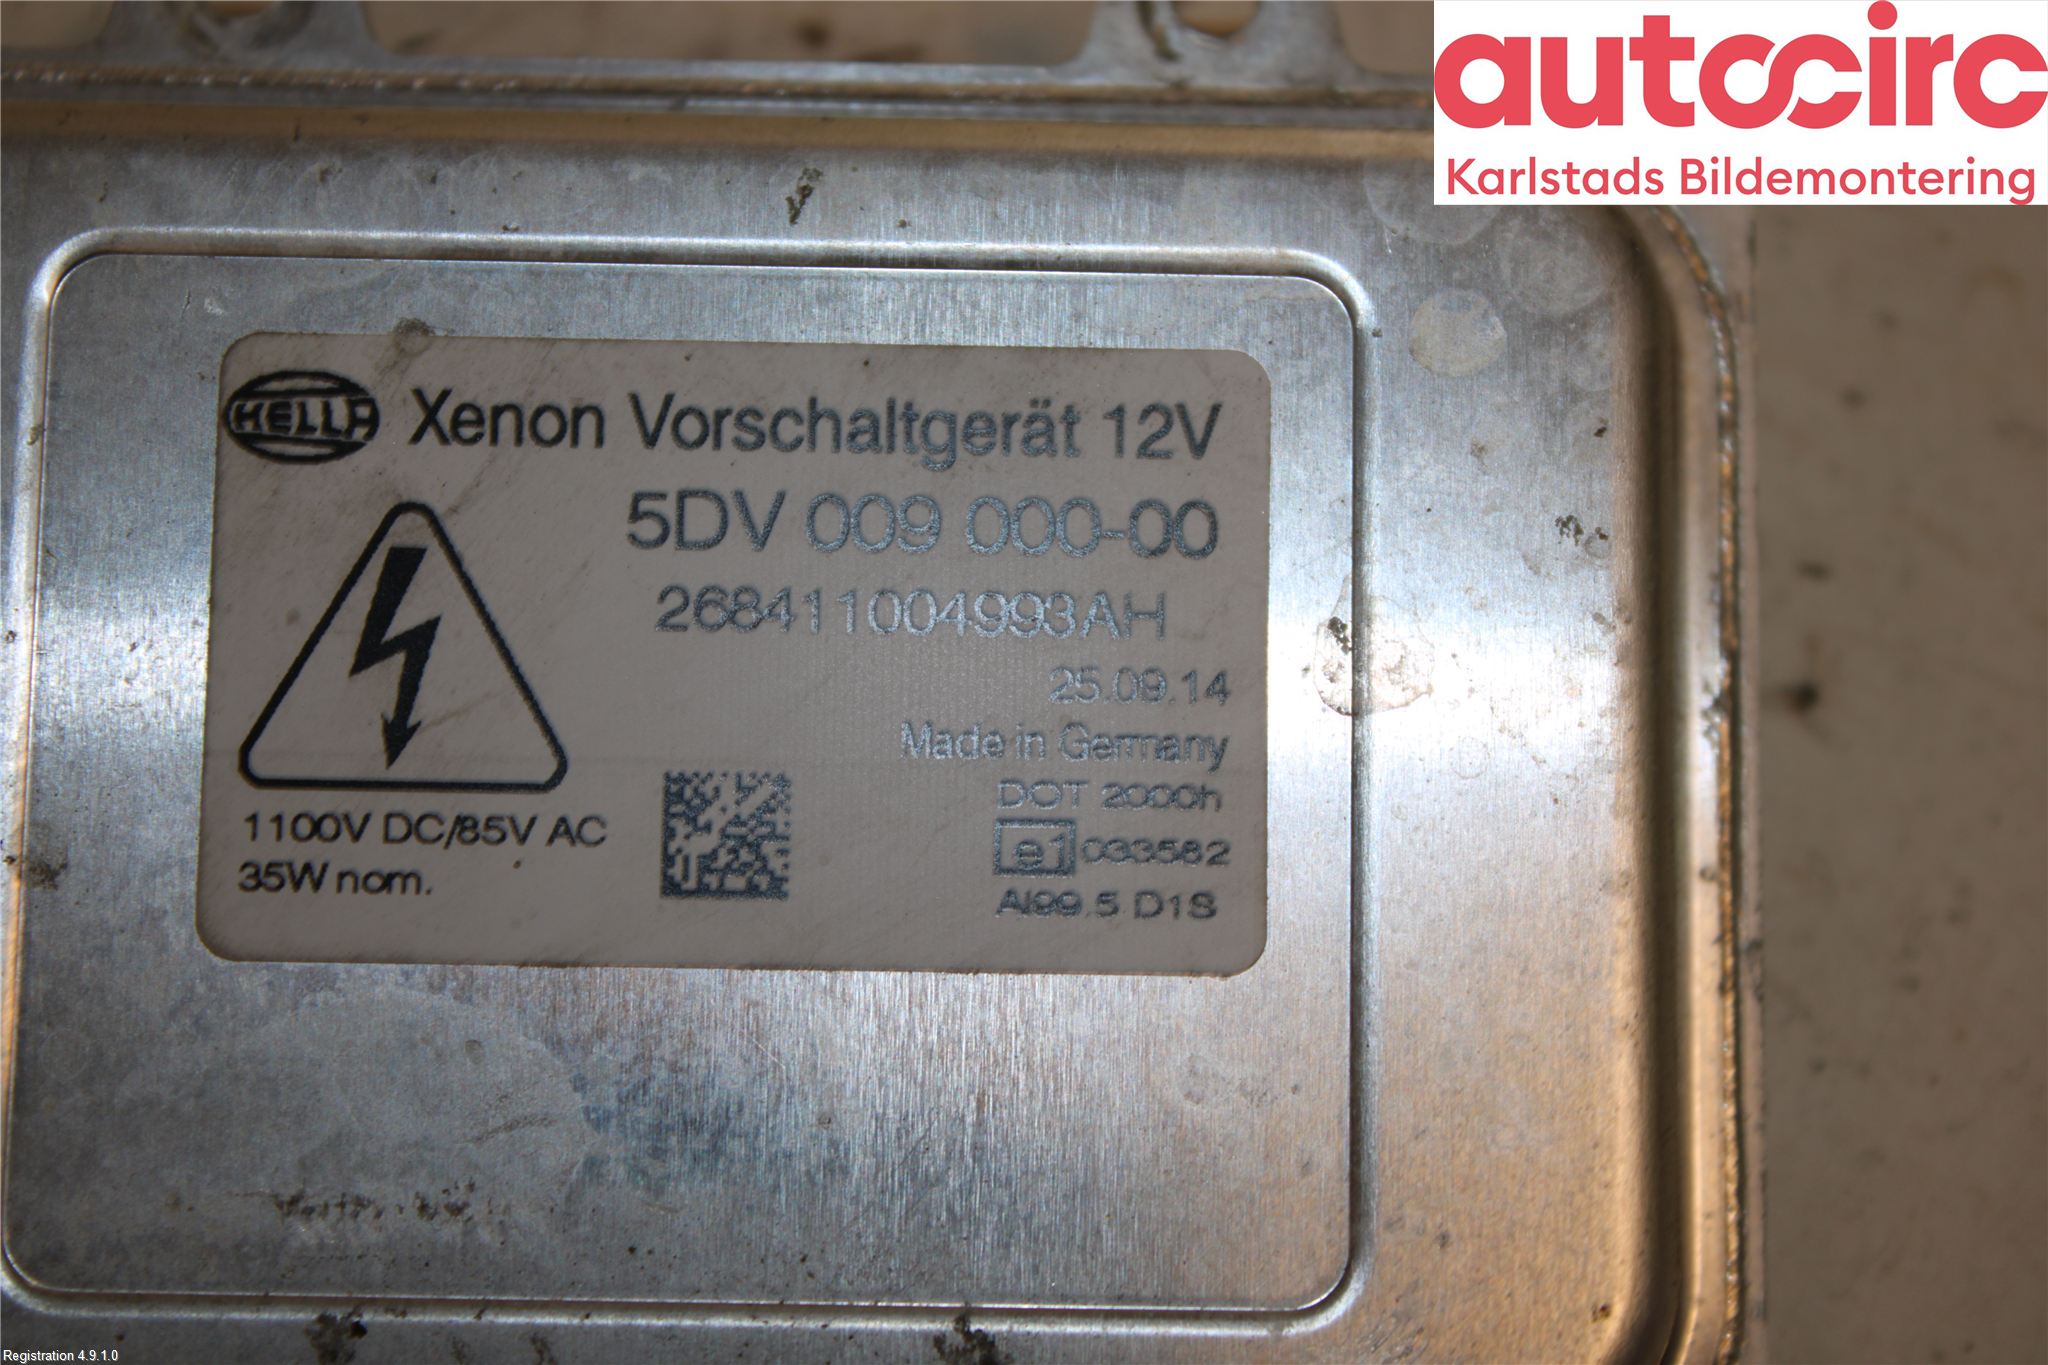 autocirc
Karlstads Bildemontering
HELLA Xenon Vorschaltgerät 12V
5DV 009 000-00
268411004993AH
25.09.14
Made in Germany
DOT 2000h
e1 033582
Al99.5 D1S
1100V DC/85V AC
35W nom.
Registration 4.9.1.0